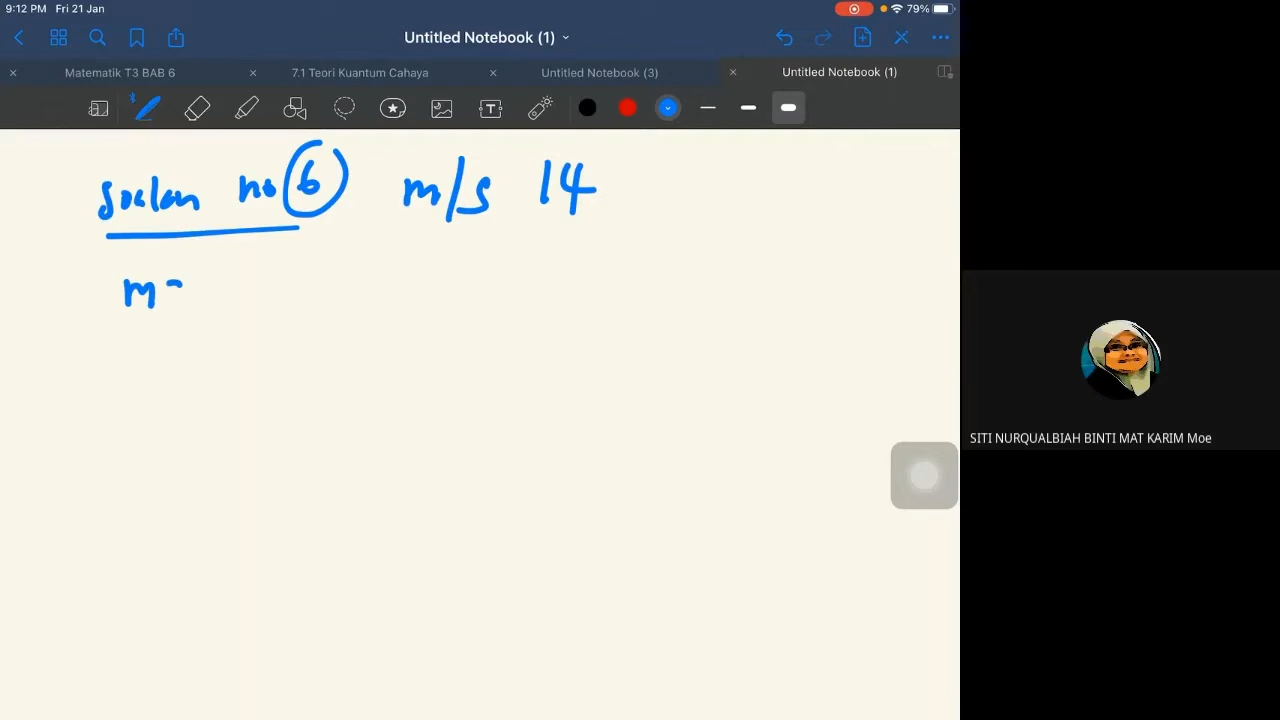 9:12 PM Fri 21 Jan 79%
Untitled Notebook (1)
Matematik T3 BAB 6 7.1 Teori Kuantum Cahaya Untitled Notebook (3) Untitled Notebook (1)
T
soalan no 6 m/s 14
m -
SITI NURQUALBIAH BINTI MAT KARIM Moe